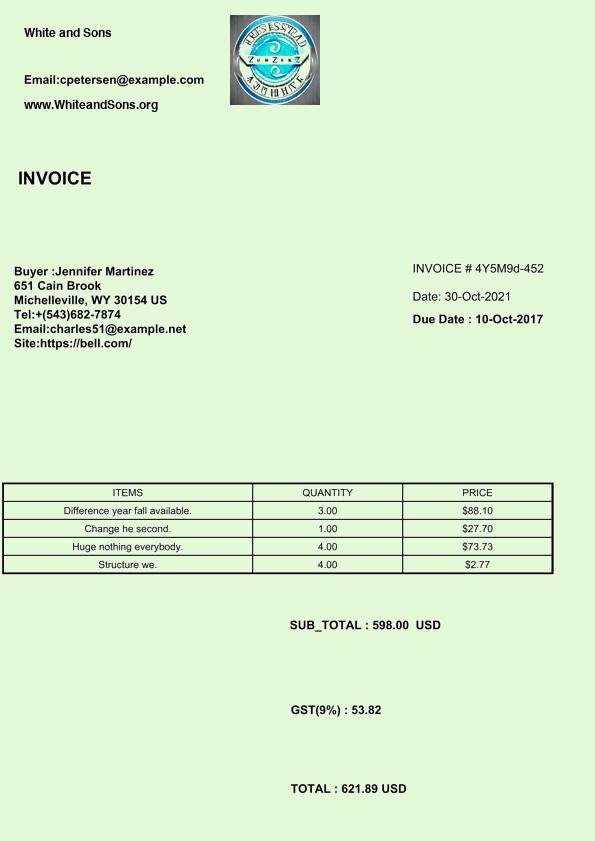 White and Sons
Email:cpetersen@example.com
www.WhiteandSons.org
INVOICE
Buyer :Jennifer Martinez
651 Cain Brook
Michelleville, WY 30154 US
Tel:+(543)682-7874
Email:charles51@example.net
Site:https://bell.com/
INVOICE # 4Y5M9d-452
Date: 30-Oct-2021
Due Date : 10-Oct-2017
ITEMS QUANTITY PRICE
Difference year fall available. 3.00 $88.10
Change he second. 1.00 $27.70
Huge nothing everybody. 4.00 $73.73
Structure we. 4.00 $2.77
SUB_TOTAL : 598.00 USD
GST(9%) : 53.82
TOTAL : 621.89 USD